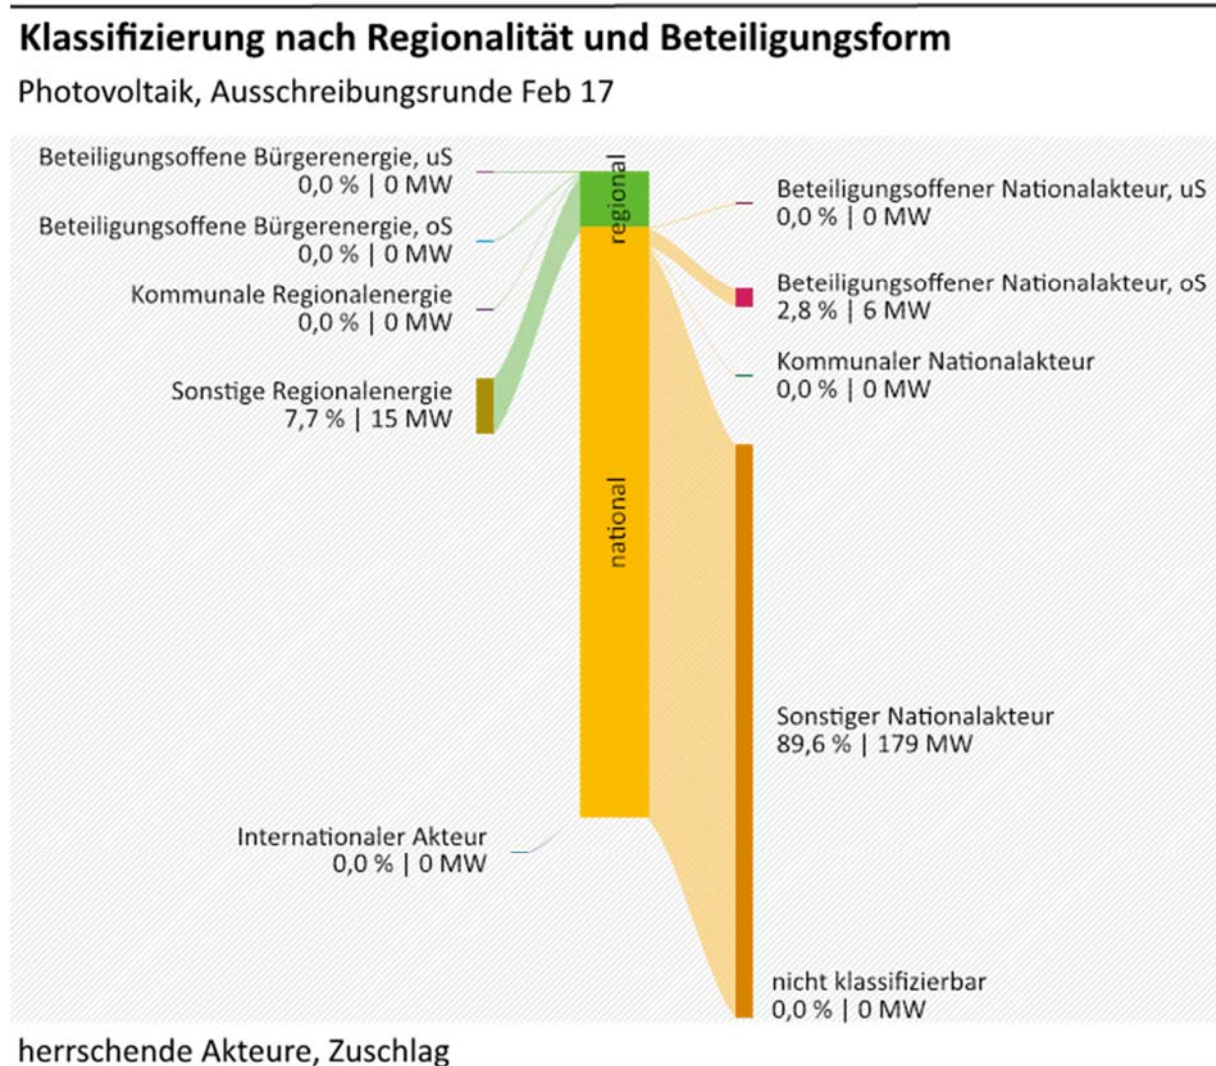 Klassifizierung nach Regionalität und Beteiligungsform
Photovoltaik, Ausschreibungsrunde Feb 17
Beteiligungsoffene Bürgerenergie, uS
0,0 % | 0 MW
Beteiligungsoffene Bürgerenergie, oS
0,0 % | 0 MW
Kommunale Regionalenergie
0,0 % | 0 MW
Sonstige Regionalenergie
7,7 % | 15 MW
Internationaler Akteur
0,0 % | 0 MW
regional
national
Beteiligungsoffener Nationalakteur, uS
0,0 % | 0 MW
Beteiligungsoffener Nationalakteur, oS
2,8 % | 6 MW
Kommunaler Nationalakteur
0,0 % | 0 MW
Sonstiger Nationalakteur
89,6 % | 179 MW
nicht klassifizierbar
0,0 % | 0 MW
herrschende Akteure, Zuschlag